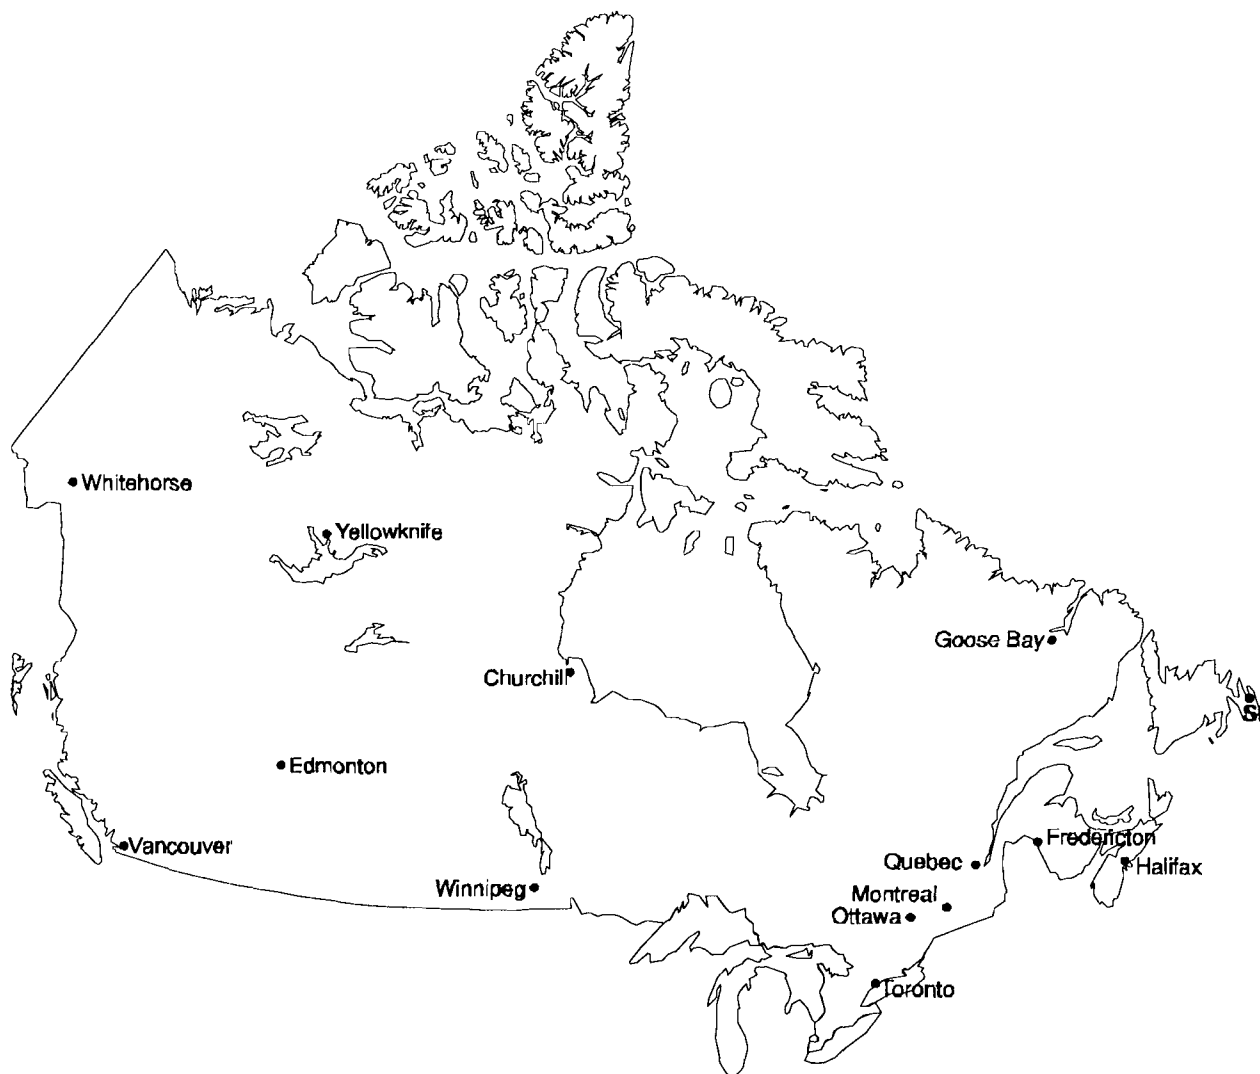 Whitehorse
Yellowknife
Goose Bay
Churchill
S
Edmonton
Vancouver
Fredericton
Quebec
Halifax
Winnipeg
Montreal
Ottawa
Toronto